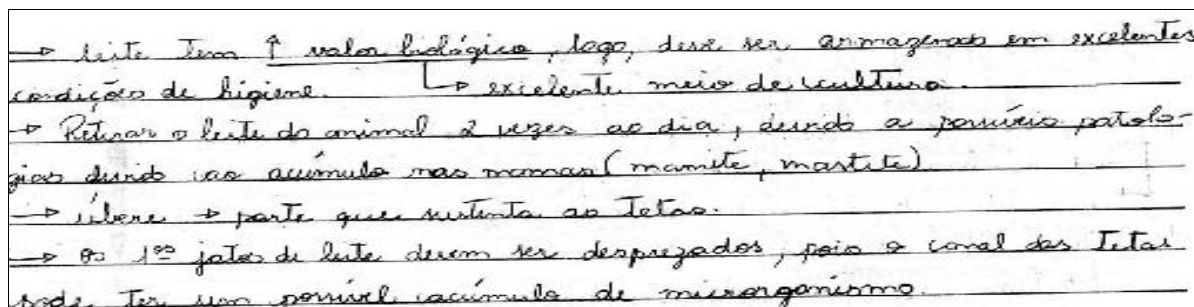 → Leite tem ↑ valor biológico, logo, deve ser armazenado em excelentes
condições de higiene. ↳ excelente meio de cultura.
→ Retirar o leite do animal 2 vezes ao dia, devido a possíveis patolo-
gias devido ao acúmulo nas mamas (mamite, mastite)
→ úbere → parte que sustenta as tetas.
→ Os 1ºs jatos de leite devem ser desprezados, pois o canal das tetas
pode ter um possível acúmulo de microrganismo.